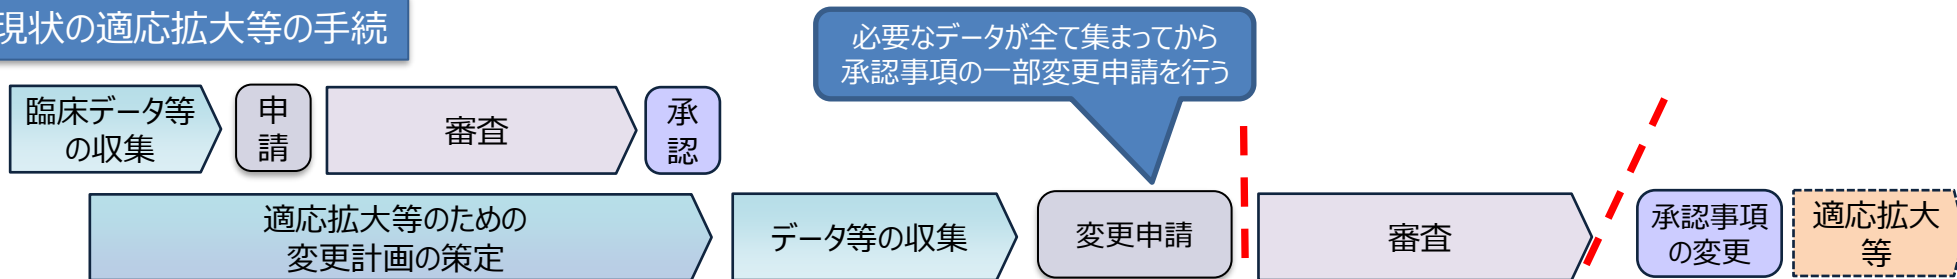 現状の適応拡大等の手続
必要なデータが全て集まってから
承認事項の一部変更申請を行う
臨床データ等
の収集
申
請
審査
承
認
適応拡大等のための
変更計画の策定
データ等の収集
変更申請
審査
承認事項
の変更
適応拡大
等